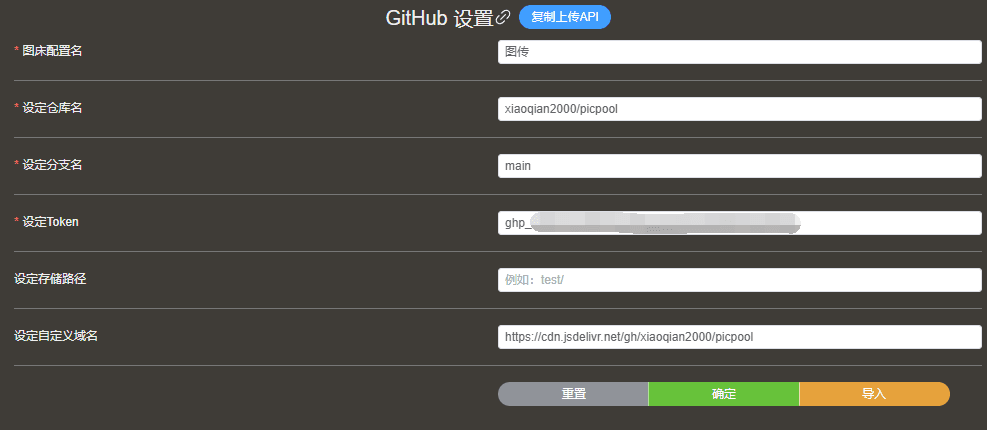 GitHub 设置 复制上传API
* 图床配置名 图传
* 设定仓库名 xiaoqian2000/picpool
* 设定分支名 main
* 设定Token ghp_
设定存储路径 例如：test/
设定自定义域名 https://cdn.jsdelivr.net/gh/xiaoqian2000/picpool
重置 确定 导入